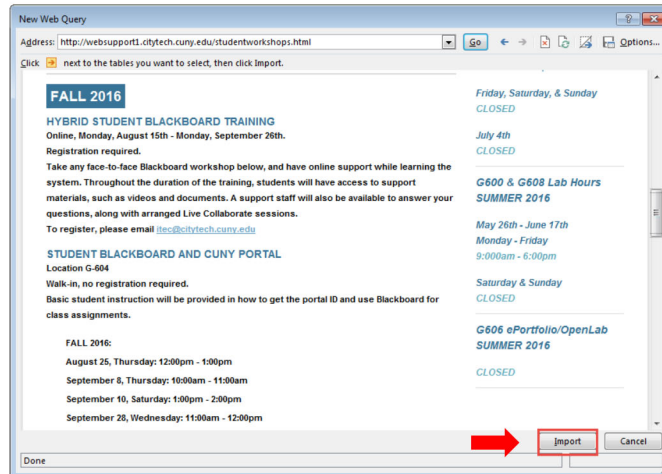 New Web Query
Address: http://websupport1.citytech.cuny.edu/studentworkshops.html Go Options...
Click next to the tables you want to select, then click Import.
FALL 2016
HYBRID STUDENT BLACKBOARD TRAINING
Online, Monday, August 15th - Monday, September 26th.
Registration required.
Take any face-to-face Blackboard workshop below, and have online support while learning the
system. Throughout the duration of the training, students will have access to support
materials, such as videos and documents. A support staff will also be available to answer your
questions, along with arranged Live Collaborate sessions.
To register, please email itec@citytech.cuny.edu
STUDENT BLACKBOARD AND CUNY PORTAL
Location G-604
Walk-in, no registration required.
Basic student instruction will be provided in how to get the portal ID and use Blackboard for
class assignments.
FALL 2016:
August 25, Thursday: 12:00pm - 1:00pm
September 8, Thursday: 10:00am - 11:00am
September 10, Saturday: 1:00pm - 2:00pm
September 28, Wednesday: 11:00am - 12:00pm
Friday, Saturday, & Sunday
CLOSED
July 4th
CLOSED
G600 & G608 Lab Hours
SUMMER 2016
May 26th - June 17th
Monday - Friday
9:000am - 6:00pm
Saturday & Sunday
CLOSED
G606 ePortfolio/OpenLab
SUMMER 2016
CLOSED
Import Cancel
Done